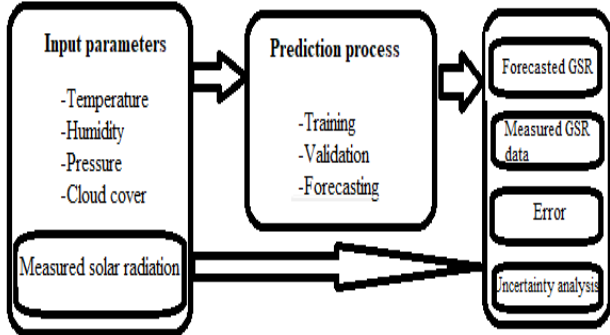 Input parameters
-Temperature
-Humidity
-Pressure
-Cloud cover
Measured solar radiation
Prediction process
-Training
-Validation
-Forecasting
Forecasted GSR
Measured GSR
data
Error
Uncertainty analysis